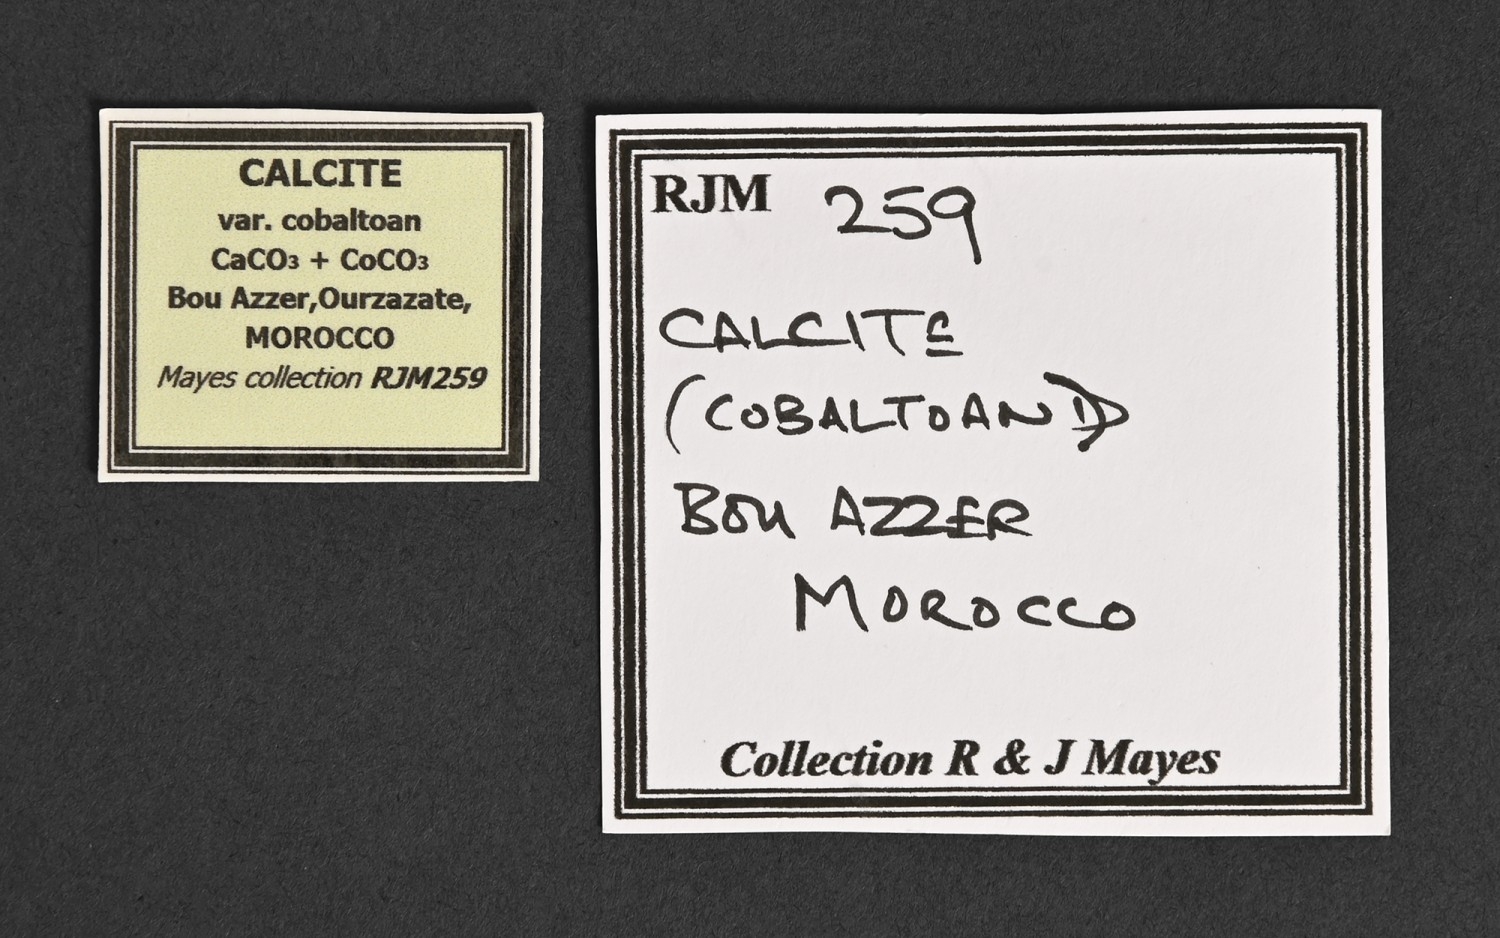 CALCITE
var. cobaltoan
CaCO₃ + CoCO₃
Bou Azzer,Ourzazate,
MOROCCO
Mayes collection RJM259
RJM 259
CALCITE
(COBALTOAN)
BOU AZZER
MOROCCO
Collection R & J Mayes